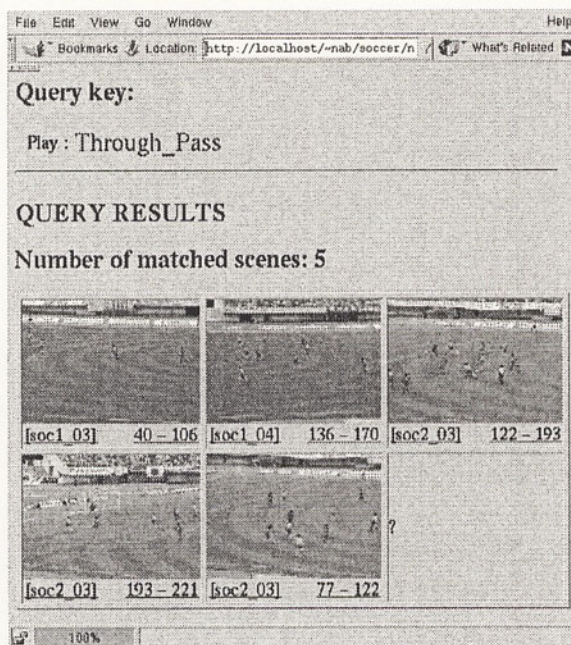 File Edit View Go Window Help
Bookmarks Location: http://localhost/~nab/soccer/n What's Related N
Query key:
Play : Through_Pass
QUERY RESULTS
Number of matched scenes: 5
[soc1_03] 40 – 106 [soc1_04] 136 – 170 [soc2_03] 122 – 193
?
[soc2_03] 193 – 221 [soc2_03] 77 – 122
100%